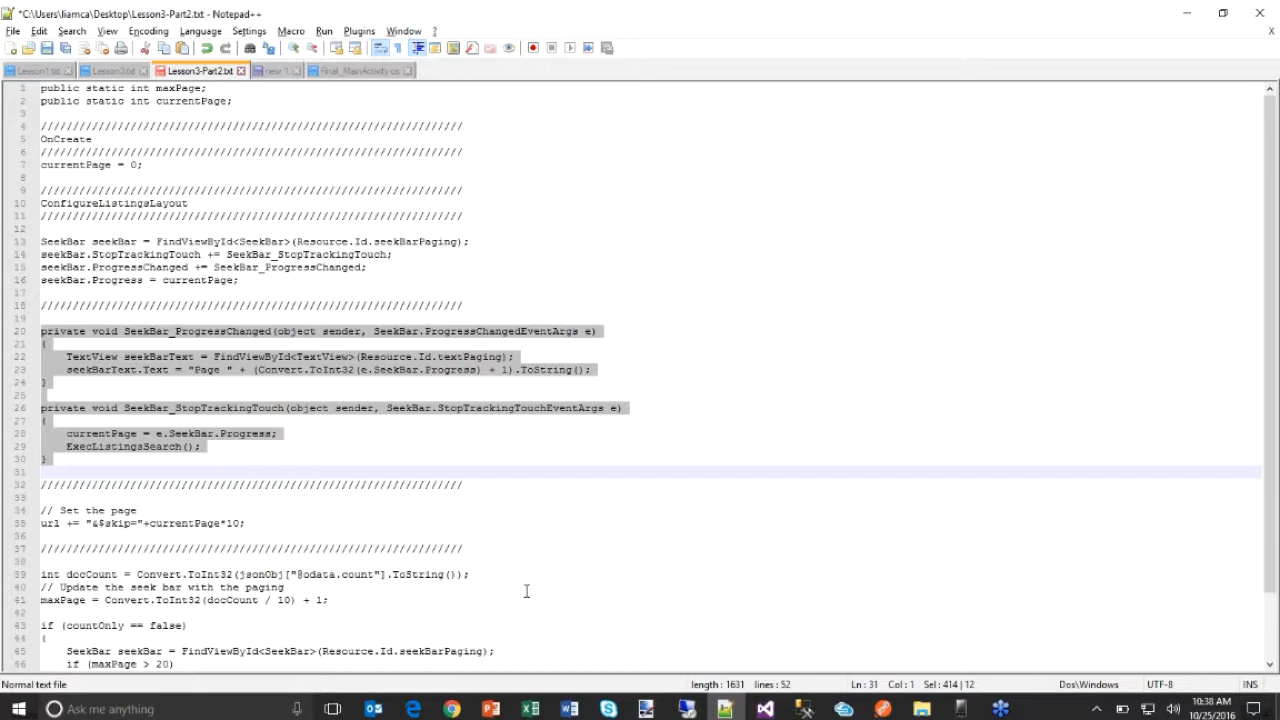 *C:\Users\liamca\Desktop\Lesson3-Part2.txt - Notepad++
File Edit Search View Encoding Language Settings Macro Run Plugins Window ?
X
Lesson1.txt Lesson3.txt Lesson3-Part2.txt new 1 Final_MainActivity.cs
1 public static int maxPage;
2 public static int currentPage;
3
4 //////////////////////////////////////////////////////////////////
5 OnCreate
6 //////////////////////////////////////////////////////////////////
7 currentPage = 0;
8
9 //////////////////////////////////////////////////////////////////
10 ConfigureListingsLayout
11 //////////////////////////////////////////////////////////////////
12
13 SeekBar seekBar = FindViewById<SeekBar>(Resource.Id.seekBarPaging);
14 seekBar.StopTrackingTouch += SeekBar_StopTrackingTouch;
15 seekBar.ProgressChanged += SeekBar_ProgressChanged;
16 seekBar.Progress = currentPage;
17
18 //////////////////////////////////////////////////////////////////
19
20 private void SeekBar_ProgressChanged(object sender, SeekBar.ProgressChangedEventArgs e)
21 {
22 TextView seekBarText = FindViewById<TextView>(Resource.Id.textPaging);
23 seekBarText.Text = "Page " + (Convert.ToInt32(e.SeekBar.Progress) + 1).ToString();
24 }
25
26 private void SeekBar_StopTrackingTouch(object sender, SeekBar.StopTrackingTouchEventArgs e)
27 {
28 currentPage = e.SeekBar.Progress;
29 ExecListingsSearch();
30 }
31
32 //////////////////////////////////////////////////////////////////
33
34 // Set the page
35 url += "&$skip="+currentPage*10;
36
37 //////////////////////////////////////////////////////////////////
38
39 int docCount = Convert.ToInt32(jsonObj["@odata.count"].ToString());
40 // Update the seek bar with the paging
41 maxPage = Convert.ToInt32(docCount / 10) + 1;
42
43 if (countOnly == false)
44 {
45 SeekBar seekBar = FindViewById<SeekBar>(Resource.Id.seekBarPaging);
46 if (maxPage > 20)
Normal text file length : 1631 lines : 52 Ln : 31 Col : 1 Sel : 414 | 12 Dos\Windows UTF-8 INS
Ask me anything
10:38 AM
10/25/2016